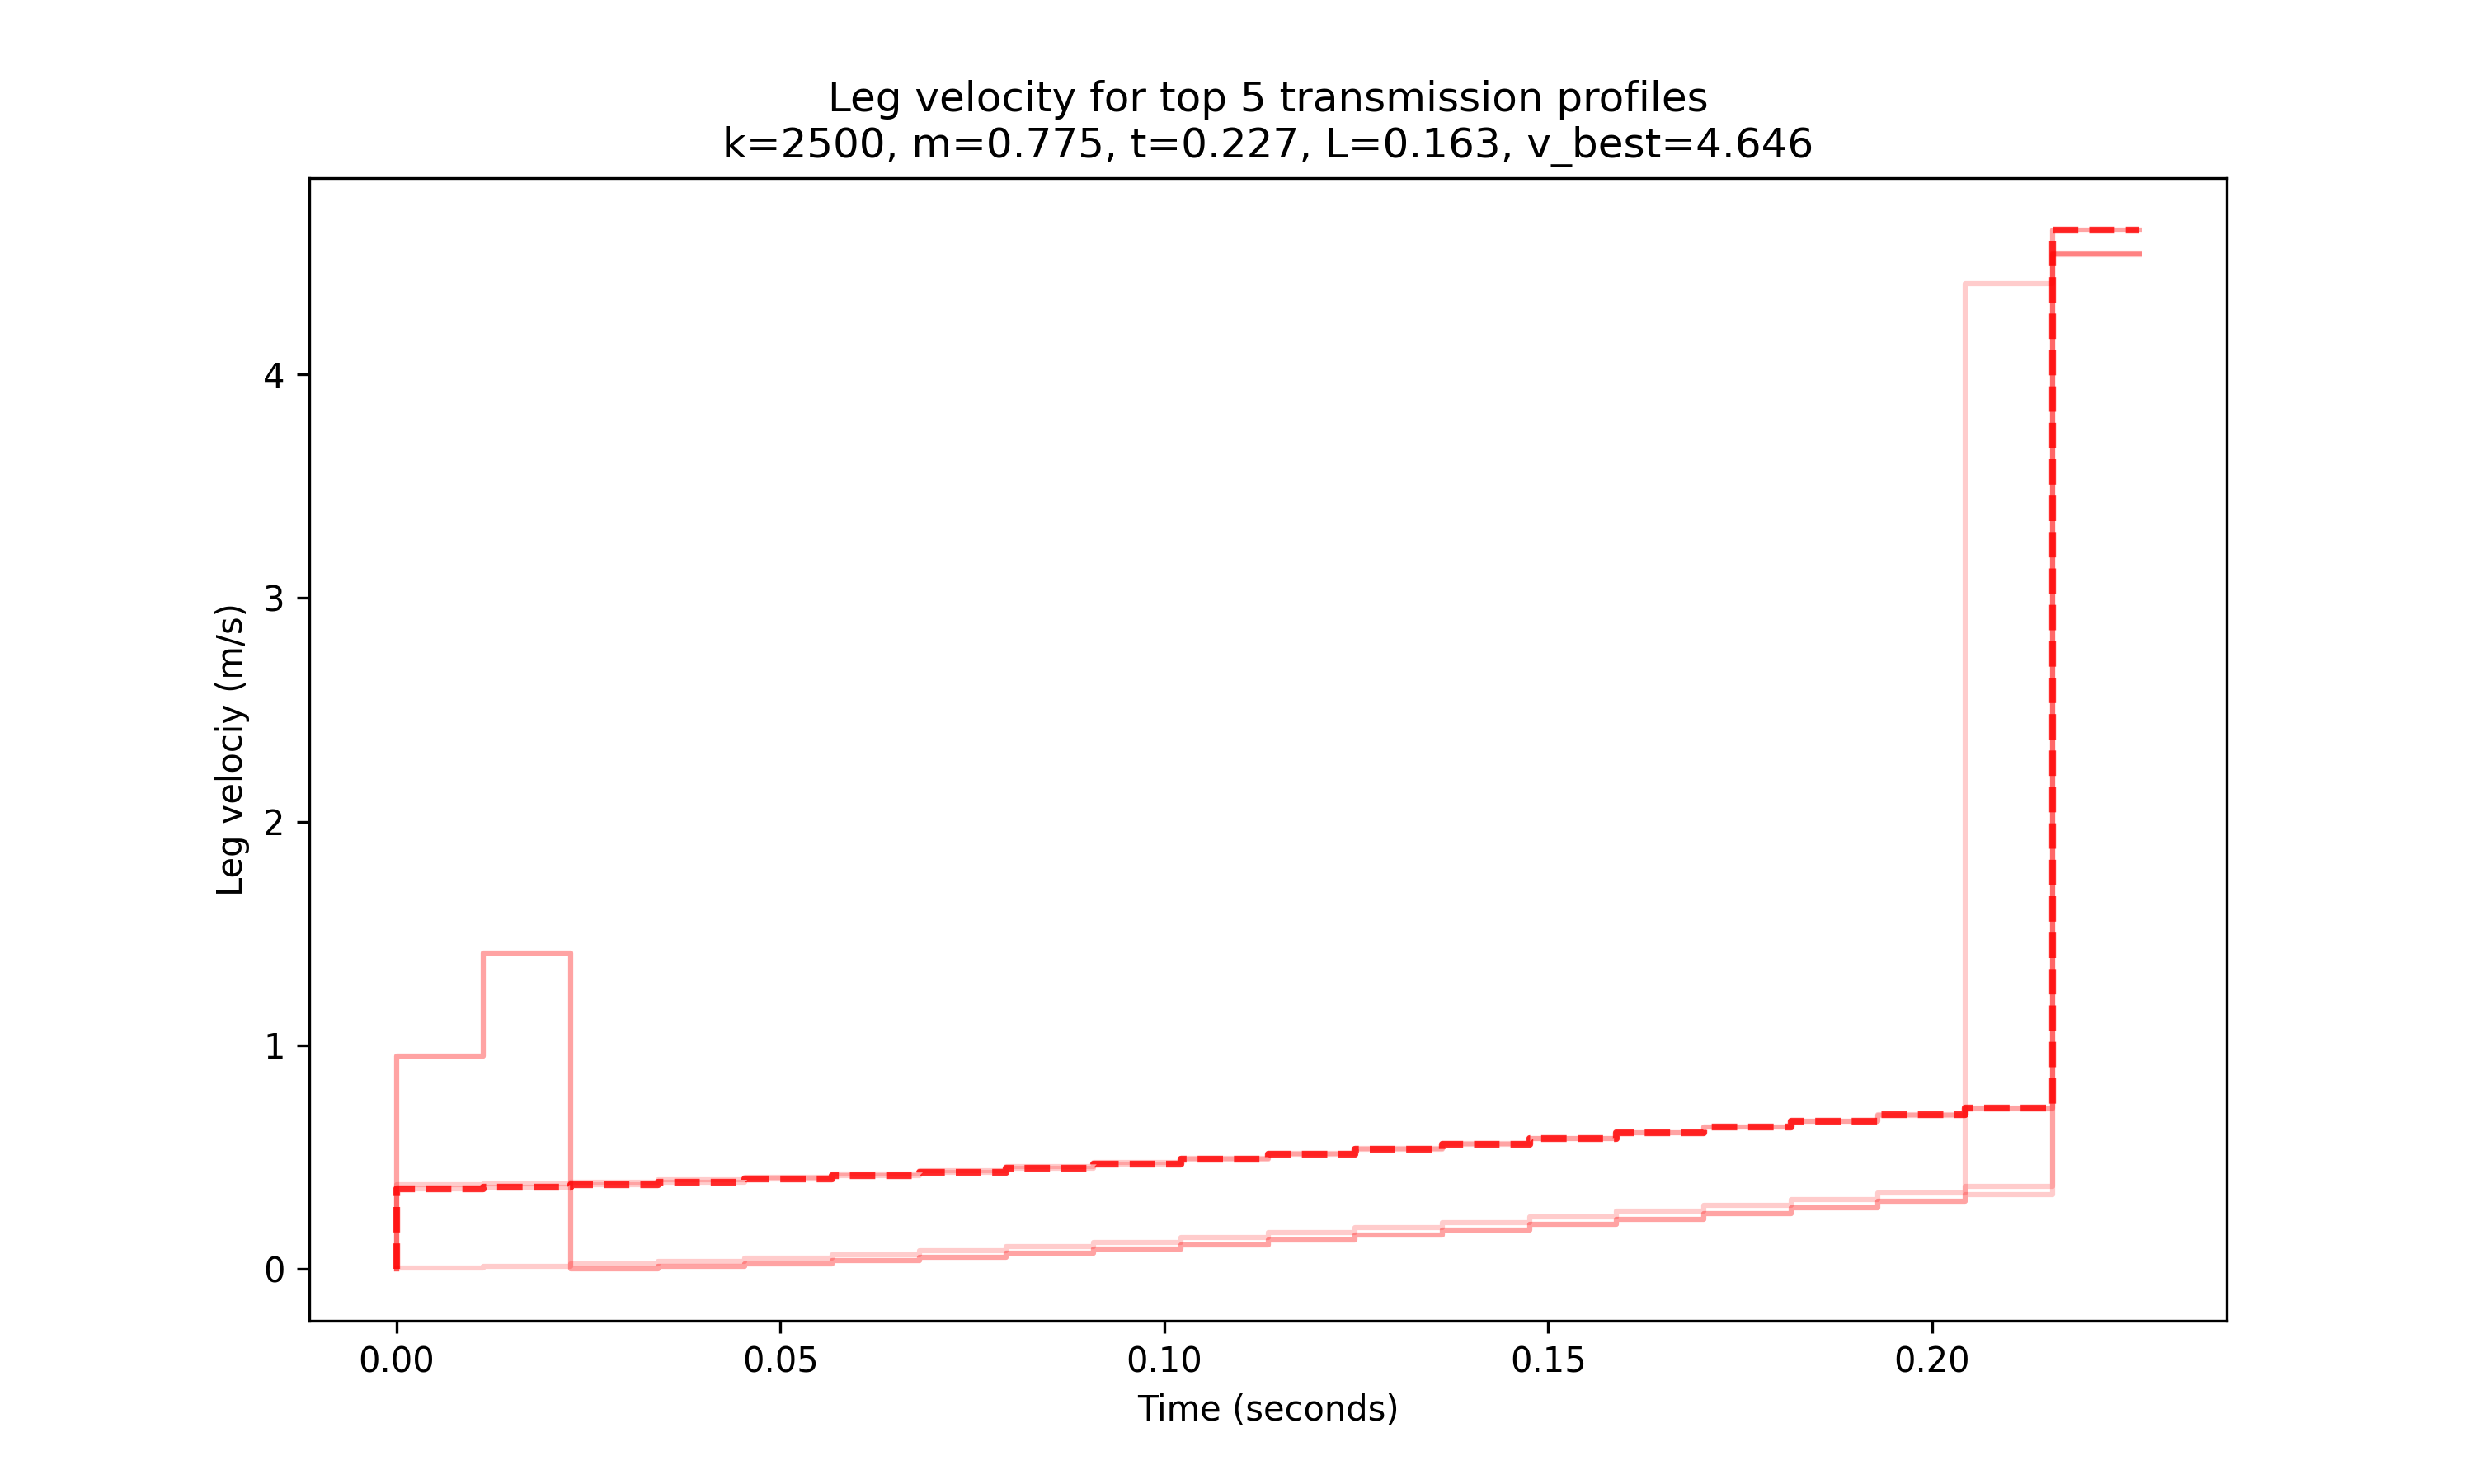 Leg velocity for top 5 transmission profiles
k=2500, m=0.775, t=0.227, L=0.163, v_best=4.646
Leg velociy (m/s)
4
3
2
1
0
0.00
0.05
0.10
0.15
0.20
Time (seconds)